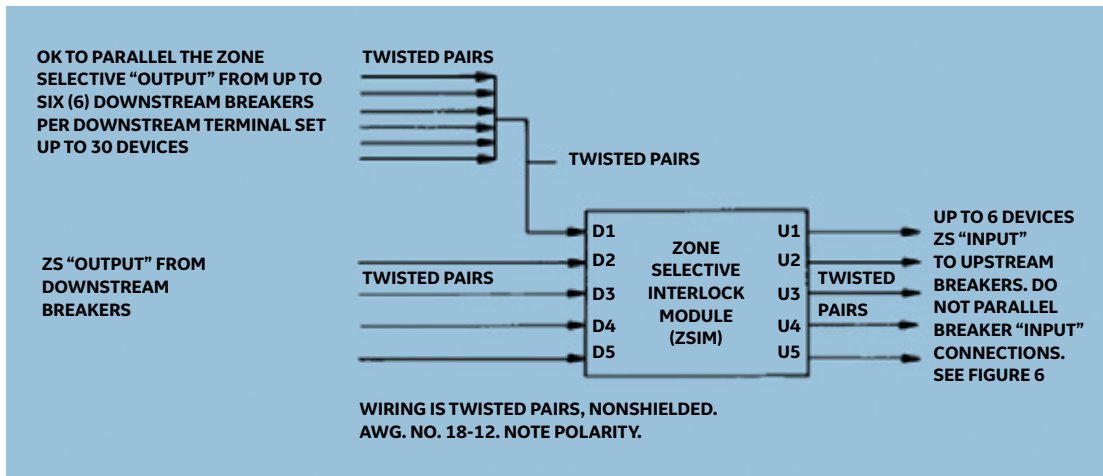 OK TO PARALLEL THE ZONE
SELECTIVE “OUTPUT” FROM UP TO
SIX (6) DOWNSTREAM BREAKERS
PER DOWNSTREAM TERMINAL SET
UP TO 30 DEVICES
TWISTED PAIRS
TWISTED PAIRS
ZS “OUTPUT” FROM
DOWNSTREAM
BREAKERS
TWISTED PAIRS
D1
D2
D3
D4
D5
ZONE
SELECTIVE
INTERLOCK
MODULE
(ZSIM)
U1
U2
U3
U4
U5
TWISTED
PAIRS
UP TO 6 DEVICES
ZS “INPUT”
TO UPSTREAM
BREAKERS. DO
NOT PARALLEL
BREAKER “INPUT”
CONNECTIONS.
SEE FIGURE 6
WIRING IS TWISTED PAIRS, NONSHIELDED.
AWG. NO. 18-12. NOTE POLARITY.